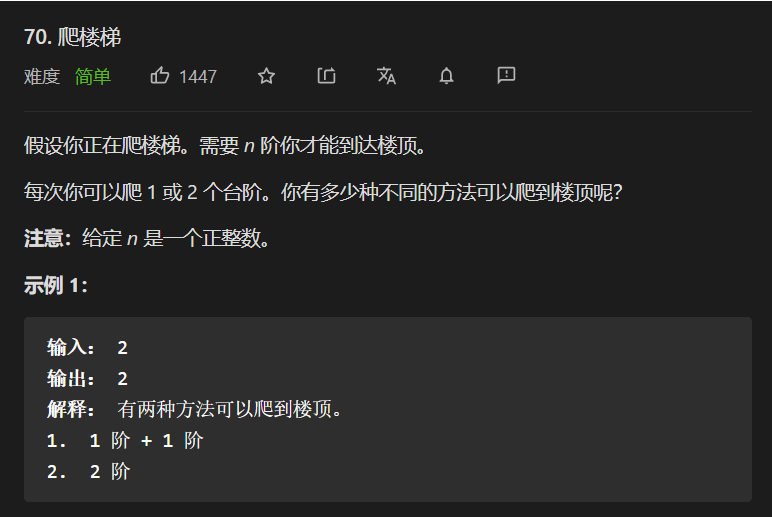 70. 爬楼梯
难度 简单 1447
假设你正在爬楼梯。需要 n 阶你才能到达楼顶。
每次你可以爬 1 或 2 个台阶。你有多少种不同的方法可以爬到楼顶呢？
注意：给定 n 是一个正整数。
示例 1：
输入： 2
输出： 2
解释： 有两种方法可以爬到楼顶。
1. 1 阶 + 1 阶
2. 2 阶